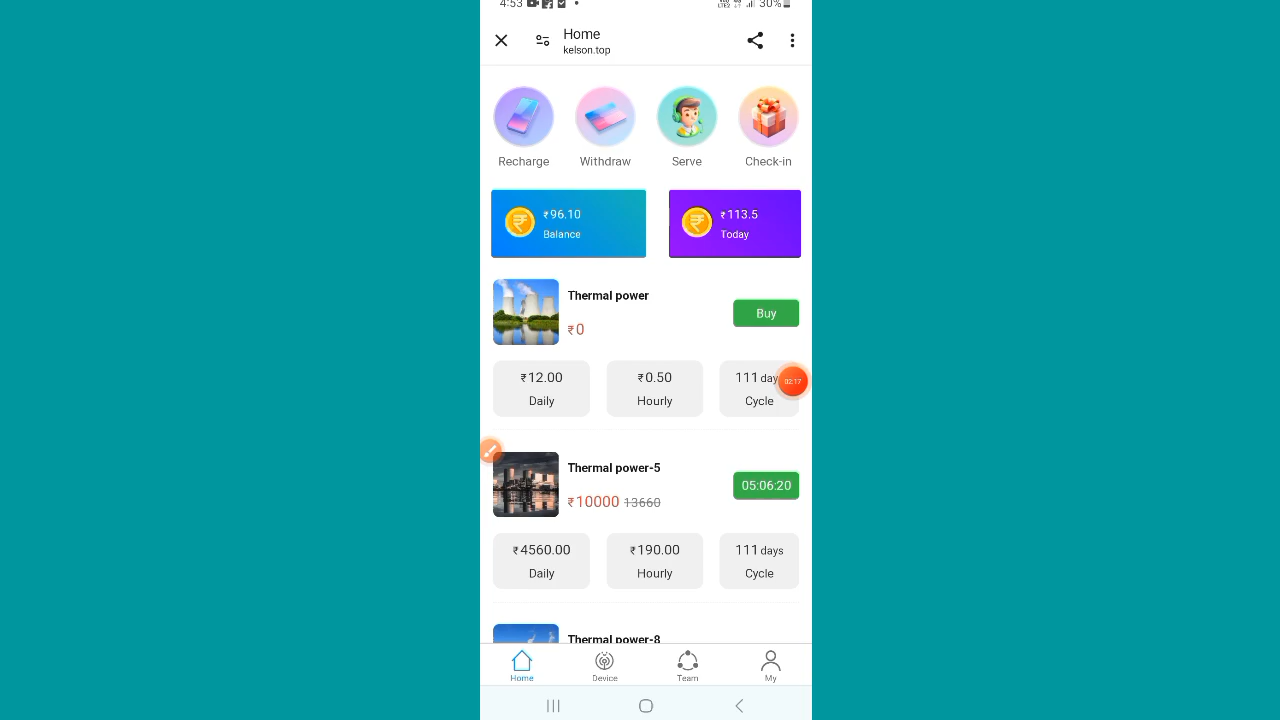 4:53 30%
Home
kelson.top
Recharge Withdraw Serve Check-in
₹96.10 ₹113.5
Balance Today
Thermal power
Buy
₹0
₹12.00 ₹0.50 111 day
02:17
Daily Hourly Cycle
Thermal power-5
05:06:20
₹10000 13660
₹4560.00 ₹190.00 111 days
Daily Hourly Cycle
Thermal power-8
Home Device Team My